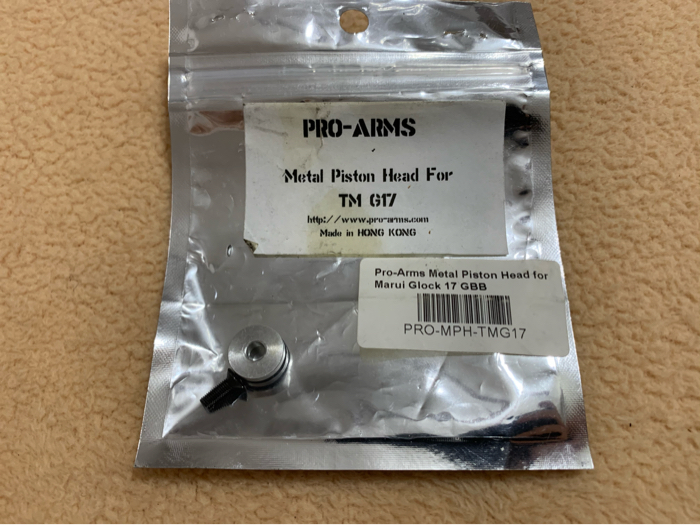 PRO-ARMS
Metal Piston Head For
TM G17
http://www.pro-arms.com
Made in HONG KONG
Pro-Arms Metal Piston Head for
Marui Glock 17 GBB
PRO-MPH-TMG17